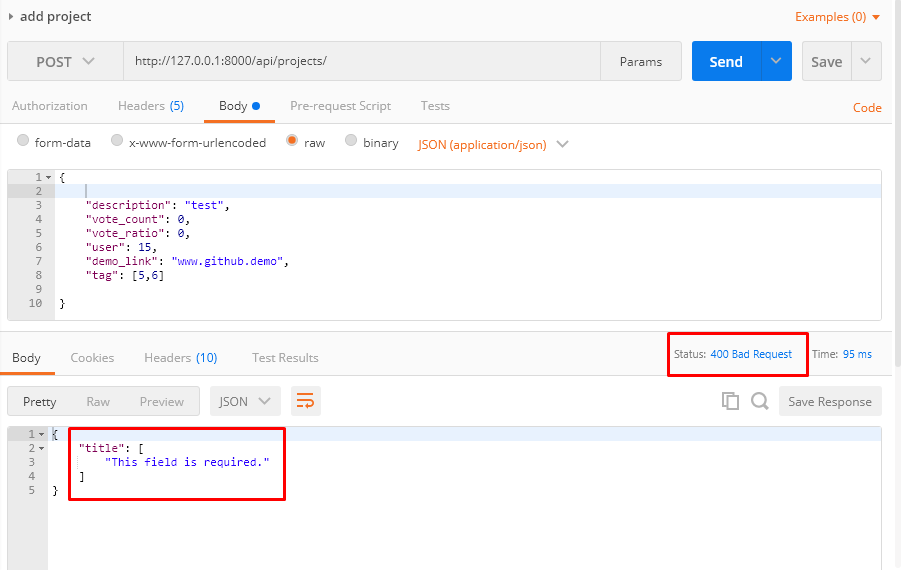 add project
Examples (0)
POST
http://127.0.0.1:8000/api/projects/
Params
Send
Save
Authorization
Headers (5)
Body
Pre-request Script
Tests
Code
form-data
x-www-form-urlencoded
raw
binary
JSON (application/json)
1 {
2
3 "description": "test",
4 "vote_count": 0,
5 "vote_ratio": 0,
6 "user": 15,
7 "demo_link": "www.github.demo",
8 "tag": [5,6]
9
10 }
Body
Cookies
Headers (10)
Test Results
Status: 400 Bad Request
Time: 95 ms
Pretty
Raw
Preview
JSON
Save Response
1 {
2 "title": [
3 "This field is required."
4 ]
5 }